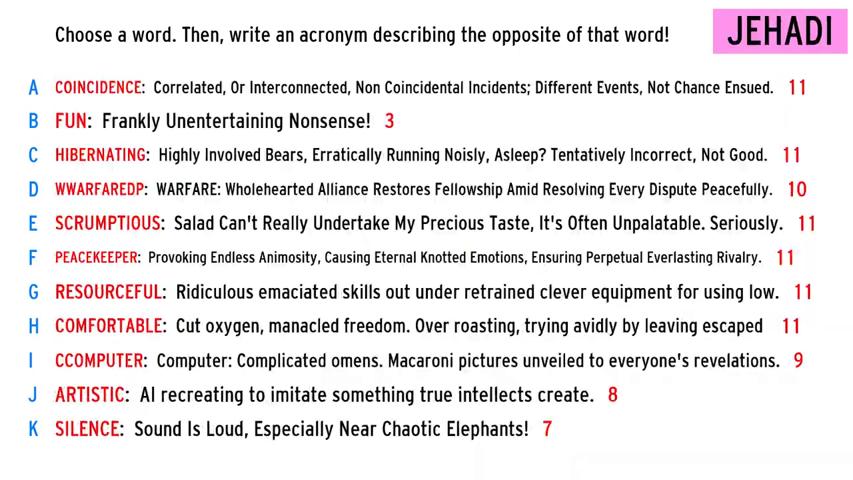 Choose a word. Then, write an acronym describing the opposite of that word!
JEHADI
A COINCIDENCE: Correlated, Or Interconnected, Non Coincidental Incidents; Different Events, Not Chance Ensued. 11
B FUN: Frankly Unentertaining Nonsense! 3
C HIBERNATING: Highly Involved Bears, Erratically Running Noisly, Asleep? Tentatively Incorrect, Not Good. 11
D WWARFAREDP: WARFARE: Wholehearted Alliance Restores Fellowship Amid Resolving Every Dispute Peacefully. 10
E SCRUMPTIOUS: Salad Can't Really Undertake My Precious Taste, It's Often Unpalatable. Seriously. 11
F PEACEKEEPER: Provoking Endless Animosity, Causing Eternal Knotted Emotions, Ensuring Perpetual Everlasting Rivalry. 11
G RESOURCEFUL: Ridiculous emaciated skills out under retrained clever equipment for using low. 11
H COMFORTABLE: Cut oxygen, manacled freedom. Over roasting, trying avidly by leaving escaped 11
I CCOMPUTER: Computer: Complicated omens. Macaroni pictures unveiled to everyone's revelations. 9
J ARTISTIC: AI recreating to imitate something true intellects create. 8
K SILENCE: Sound Is Loud, Especially Near Chaotic Elephants! 7